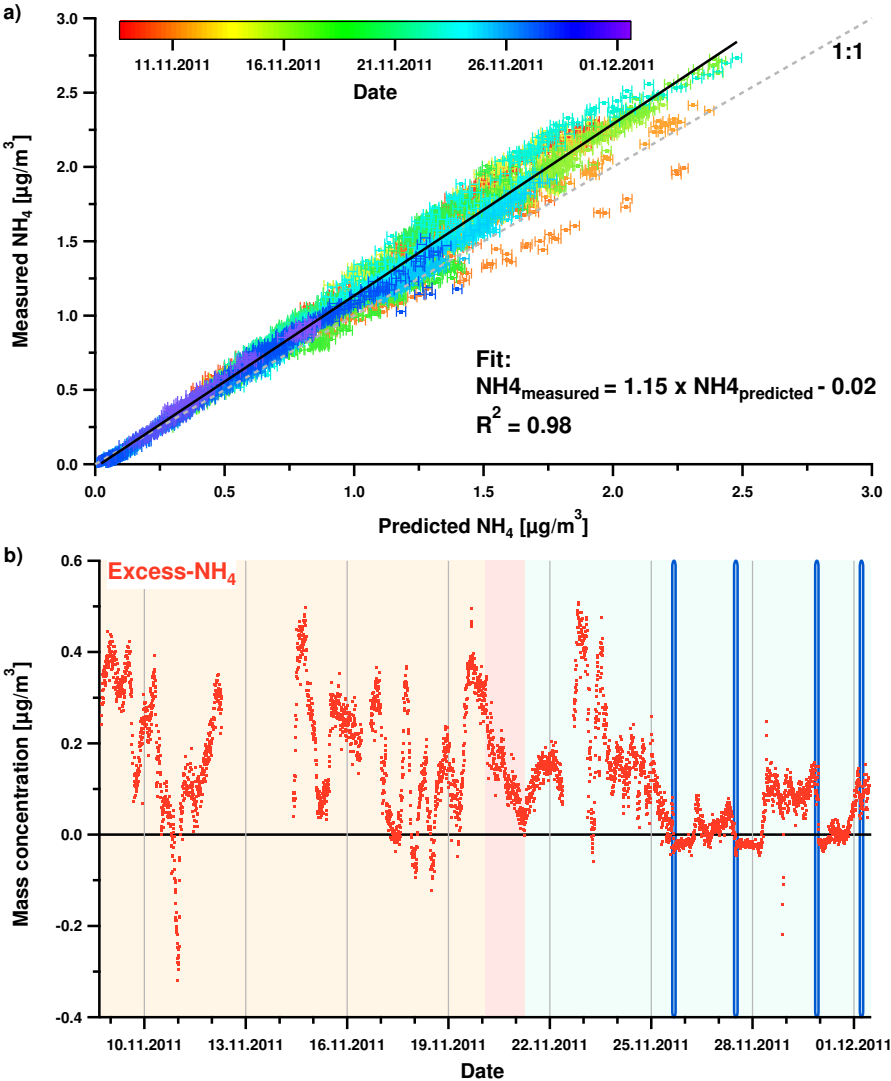 a)
3.0
2.5
2.0
1.5
1.0
0.5
0.0
Measured NH₄ [µg/m³]
11.11.2011 16.11.2011 21.11.2011 26.11.2011 01.12.2011
Date
1:1
Fit:
NH4measured = 1.15 x NH4predicted - 0.02
R² = 0.98
0.0 0.5 1.0 1.5 2.0 2.5 3.0
Predicted NH₄ [µg/m³]
b)
Excess-NH₄
0.6
0.4
0.2
0.0
-0.2
-0.4
Mass concentration [µg/m³]
10.11.2011 13.11.2011 16.11.2011 19.11.2011 22.11.2011 25.11.2011 28.11.2011 01.12.2011
Date